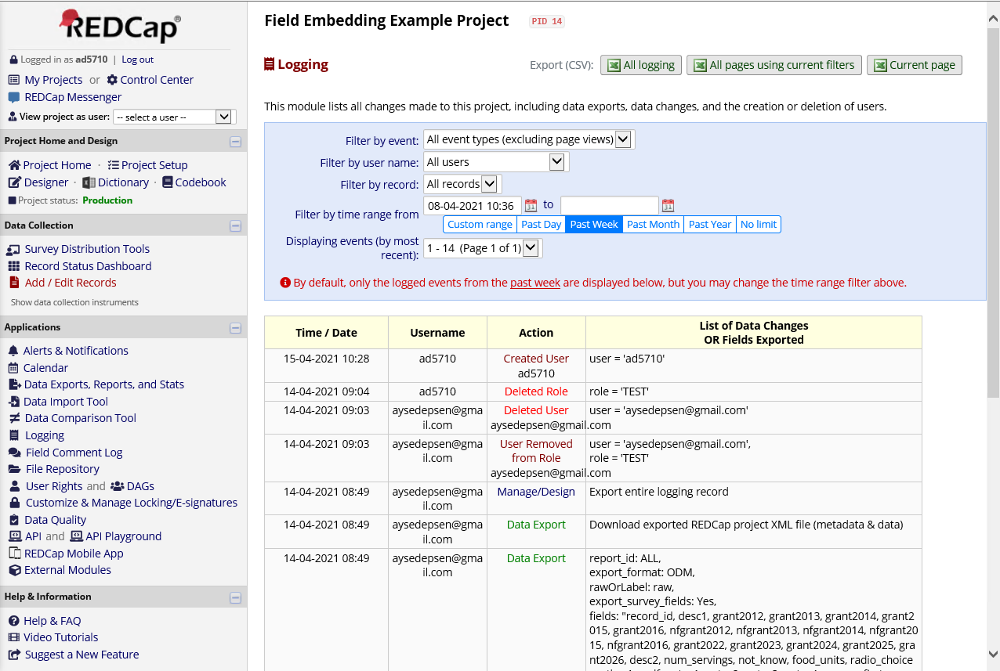 REDCap®
Logged in as ad5710 | Log out
My Projects or Control Center
REDCap Messenger
View project as user: -- select a user --
Project Home and Design
Project Home · Project Setup
Designer · Dictionary · Codebook
Project status: Production
Data Collection
Survey Distribution Tools
Record Status Dashboard
Add / Edit Records
Show data collection instruments
Applications
Alerts & Notifications
Calendar
Data Exports, Reports, and Stats
Data Import Tool
Data Comparison Tool
Logging
Field Comment Log
File Repository
User Rights and DAGs
Customize & Manage Locking/E-signatures
Data Quality
API and API Playground
REDCap Mobile App
External Modules
Help & Information
Help & FAQ
Video Tutorials
Suggest a New Feature
Field Embedding Example Project PID 14
Logging
Export (CSV): All logging All pages using current filters Current page
This module lists all changes made to this project, including data exports, data changes, and the creation or deletion of users.
Filter by event: All event types (excluding page views)
Filter by user name: All users
Filter by record: All records
Filter by time range from 08-04-2021 10:36 to
Custom range Past Day Past Week Past Month Past Year No limit
Displaying events (by most
recent): 1 - 14 (Page 1 of 1)
By default, only the logged events from the past week are displayed below, but you may change the time range filter above.
Time / Date Username Action List of Data Changes
OR Fields Exported
15-04-2021 10:28 ad5710 Created User user = 'ad5710'
ad5710
14-04-2021 09:04 ad5710 Deleted Role role = 'TEST'
14-04-2021 09:03 aysedepsen@gma Deleted User user = 'aysedepsen@gmail.com'
il.com aysedepsen@gmail.com
14-04-2021 09:03 aysedepsen@gma User Removed user = 'aysedepsen@gmail.com',
il.com from Role role = 'TEST'
aysedepsen@gmail.com
14-04-2021 08:49 aysedepsen@gma Manage/Design Export entire logging record
il.com
14-04-2021 08:49 aysedepsen@gma Data Export Download exported REDCap project XML file (metadata & data)
il.com
14-04-2021 08:49 aysedepsen@gma Data Export report_id: ALL,
il.com export_format: ODM,
rawOrLabel: raw,
export_survey_fields: Yes,
fields: "record_id, desc1, grant2012, grant2013, grant2014, grant2
015, grant2016, nfgrant2012, nfgrant2013, nfgrant2014, nfgrant20
15, nfgrant2016, grant2022, grant2023, grant2024, grant2025, gra
nt2026, desc2, num_servings, not_know, food_units, radio_choice